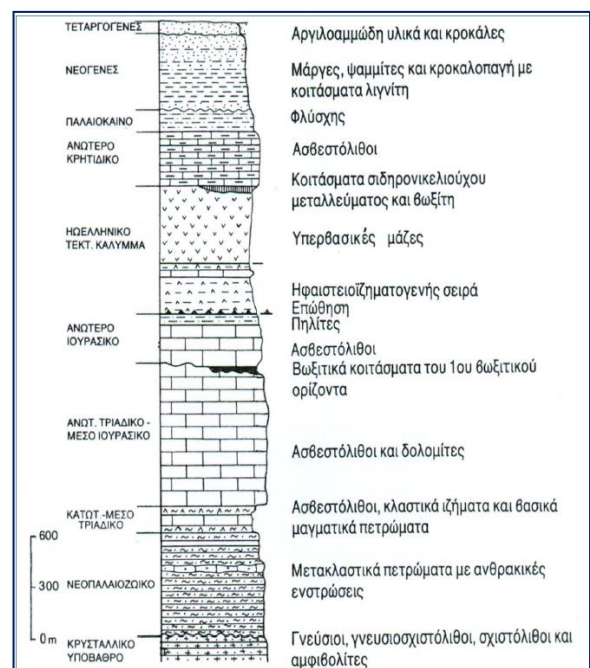 ΤΕΤΑΡΤΟΓΕΝΕΣ
Αργιλοαμμώδη υλικά και κροκάλες
ΝΕΟΓΕΝΕΣ
Μάργες, ψαμμίτες και κροκαλοπαγή με
κοιτάσματα λιγνίτη
ΠΑΛΑΙΟΚΑΙΝΟ
Φλύσχης
ΑΝΩΤΕΡΟ
ΚΡΗΤΙΔΙΚΟ
Ασβεστόλιθοι
Κοιτάσματα σιδηρονικελιούχου
μεταλλεύματος και βωξίτη
ΗΩΕΛΛΗΝΙΚΟ
ΤΕΚΤ. ΚΑΛΥΜΜΑ
Υπερβασικές μάζες
Ηφαιστειοϊζηματογενής σειρά
Επώθηση
Πηλίτες
ΑΝΩΤΕΡΟ
ΙΟΥΡΑΣΙΚΟ
Ασβεστόλιθοι
Βωξιτικά κοιτάσματα του 1ου βωξιτικού
ορίζοντα
ΑΝΩΤ. ΤΡΙΑΔΙΚΟ -
ΜΕΣΟ ΙΟΥΡΑΣΙΚΟ
Ασβεστόλιθοι και δολομίτες
ΚΑΤΩΤ.-ΜΕΣΟ
ΤΡΙΑΔΙΚΟ
Ασβεστόλιθοι, κλαστικά ιζήματα και βασικά
μαγματικά πετρώματα
600
300
0 m
ΝΕΟΠΑΛΑΙΟΖΩΙΚΟ
Μετακλαστικά πετρώματα με ανθρακικές
ενστρώσεις
ΚΡΥΣΤΑΛΛΙΚΟ
ΥΠΟΒΑΘΡΟ
Γνεύσιοι, γνευσιοσχιστόλιθοι, σχιστόλιθοι και
αμφιβολίτες